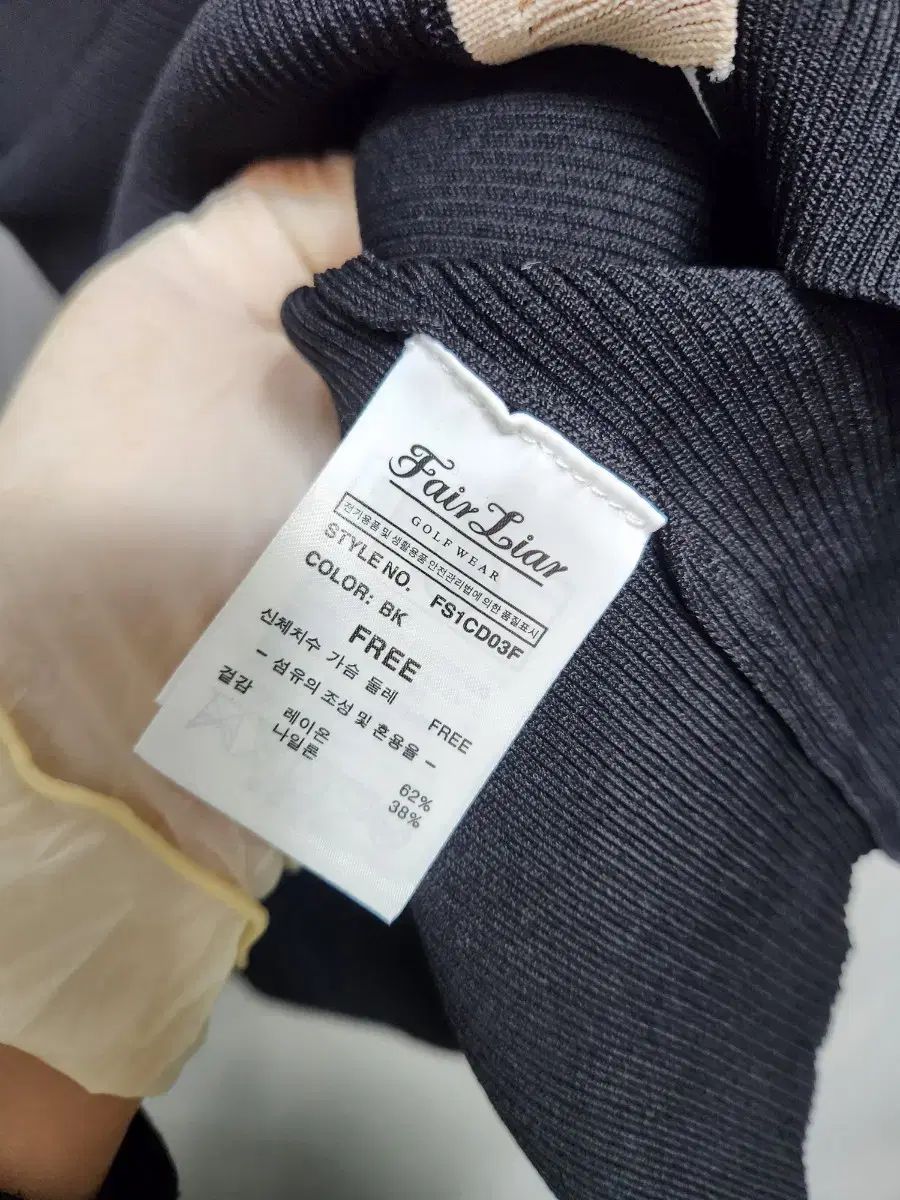 Fair Liar
GOLF WEAR
전기용품 및 생활용품 안전관리법에 의한 품질표시
STYLE NO. FS1CD03F
COLOR: BK
FREE
신체치수 가슴 둘레 FREE
- 섬유의 조성 및 혼용율 -
겉감
레이온 62%
나일론 38%